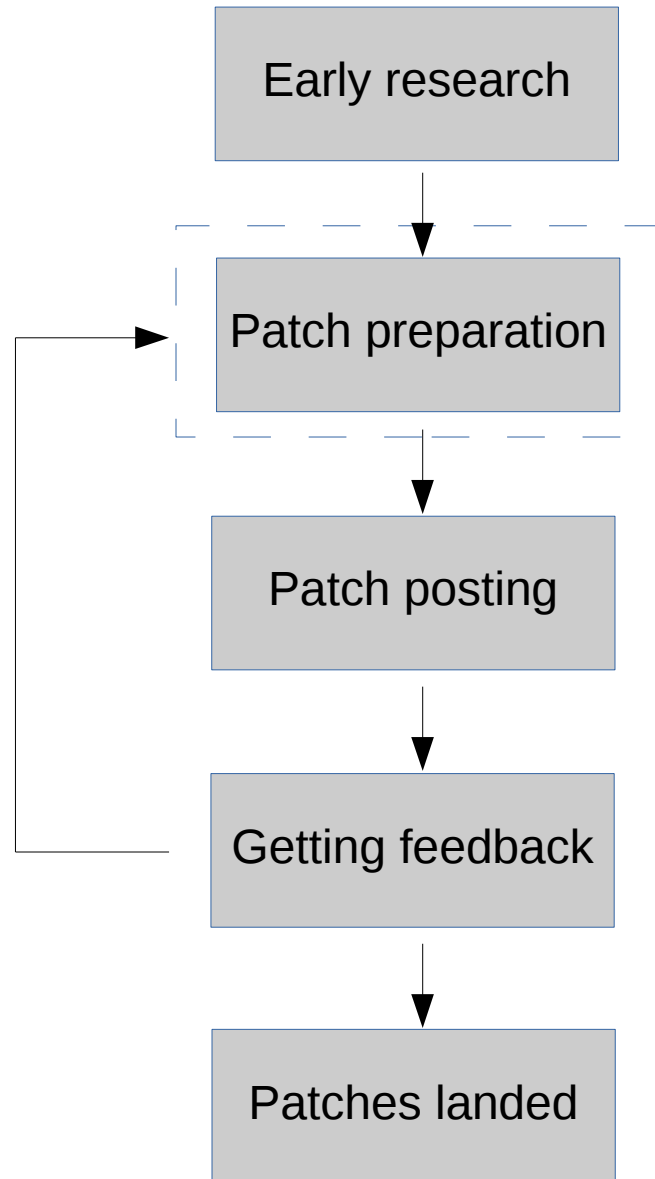 Early research
Patch preparation
Patch posting
Getting feedback
Patches landed